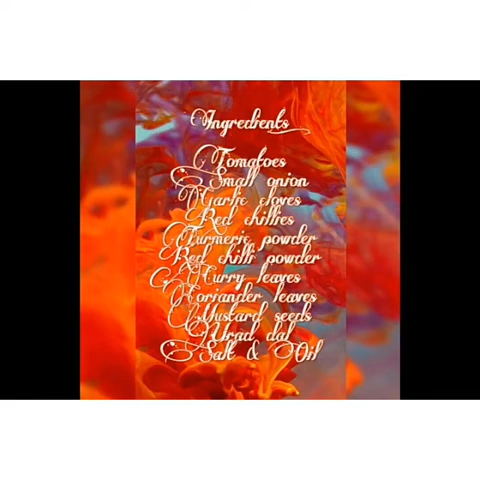 Ingredients
Tomatoes
Small onion
Garlic cloves
Red chillies
Turmeric powder
Red chilli powder
Curry leaves
Coriander leaves
Mustard seeds
Urad dal
Salt & Oil